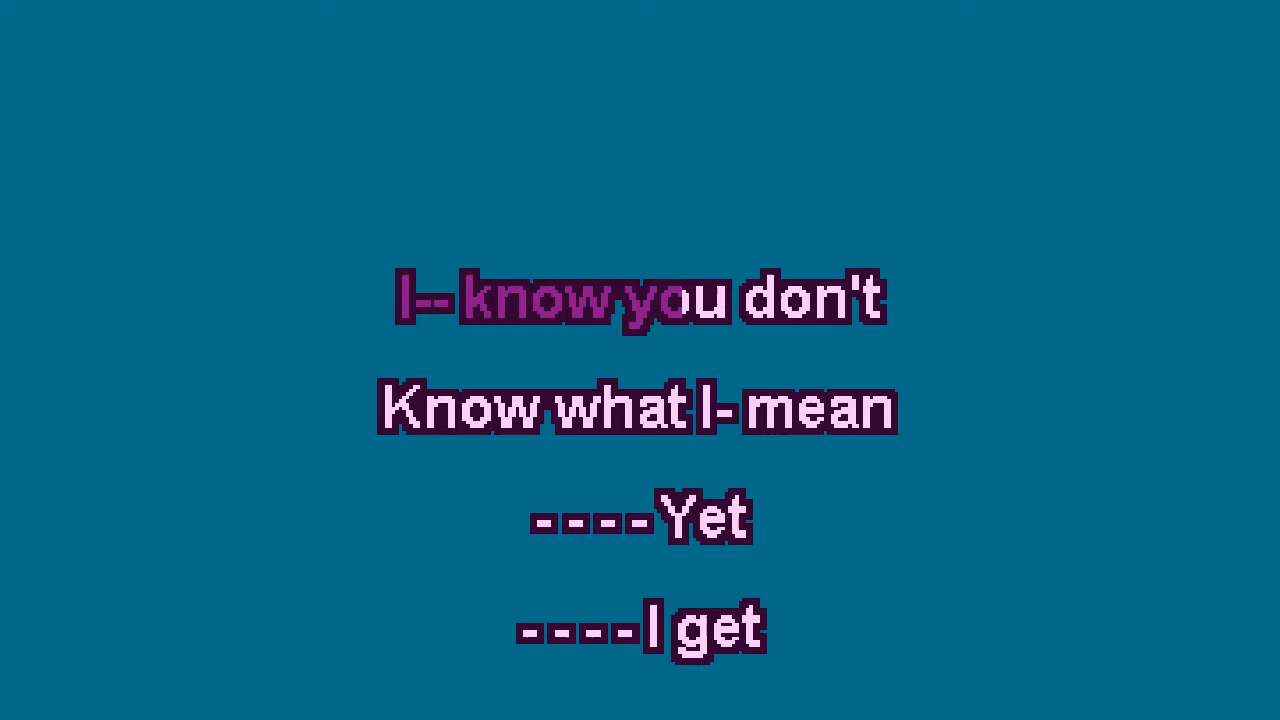 I-- know you don't
Know what I- mean
- - - - Yet
- - - - I get